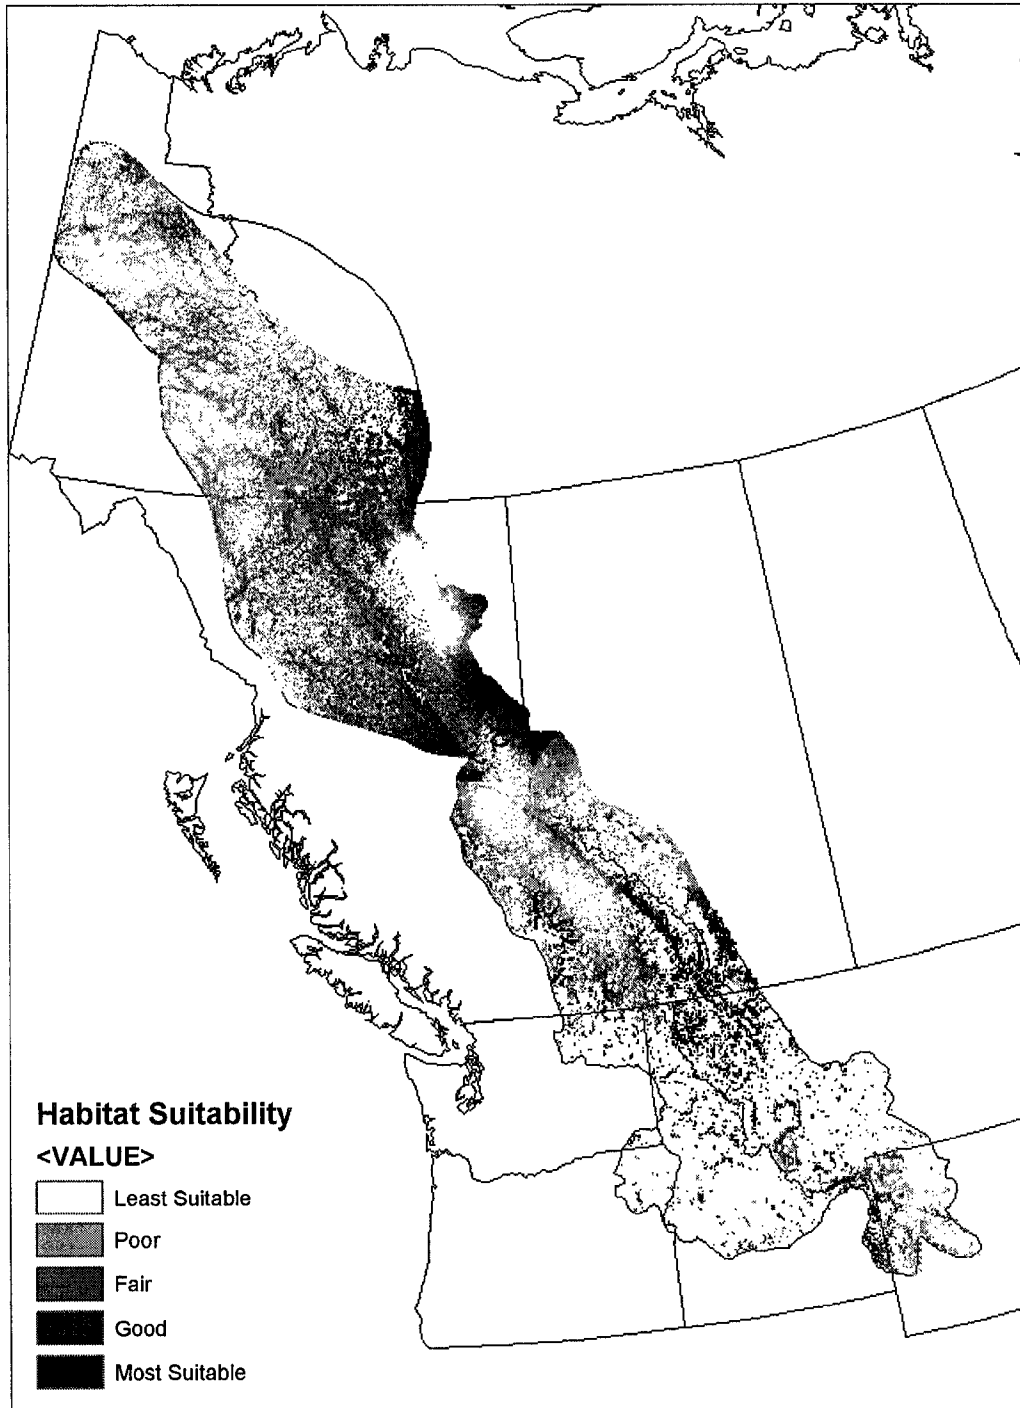 Habitat Suitability
<VALUE>
Least Suitable
Poor
Fair
Good
Most Suitable